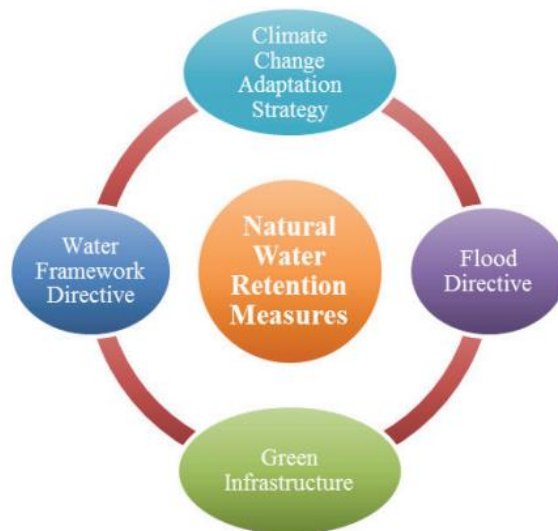 Climate
Change
Adaptation
Strategy
Water
Framework
Directive
Natural
Water
Retention
Measures
Flood
Directive
Green
Infrastructure